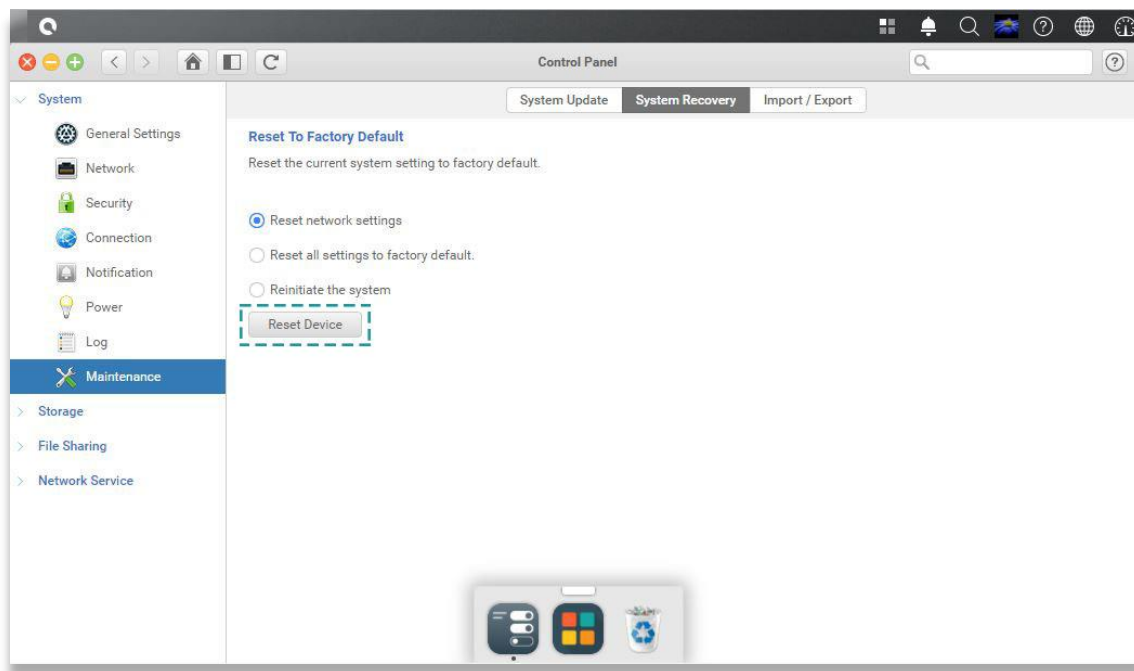 Control Panel
System
General Settings
Network
Security
Connection
Notification
Power
Log
Maintenance
Storage
File Sharing
Network Service
System Update System Recovery Import / Export
Reset To Factory Default
Reset the current system setting to factory default.
Reset network settings
Reset all settings to factory default.
Reinitiate the system
Reset Device